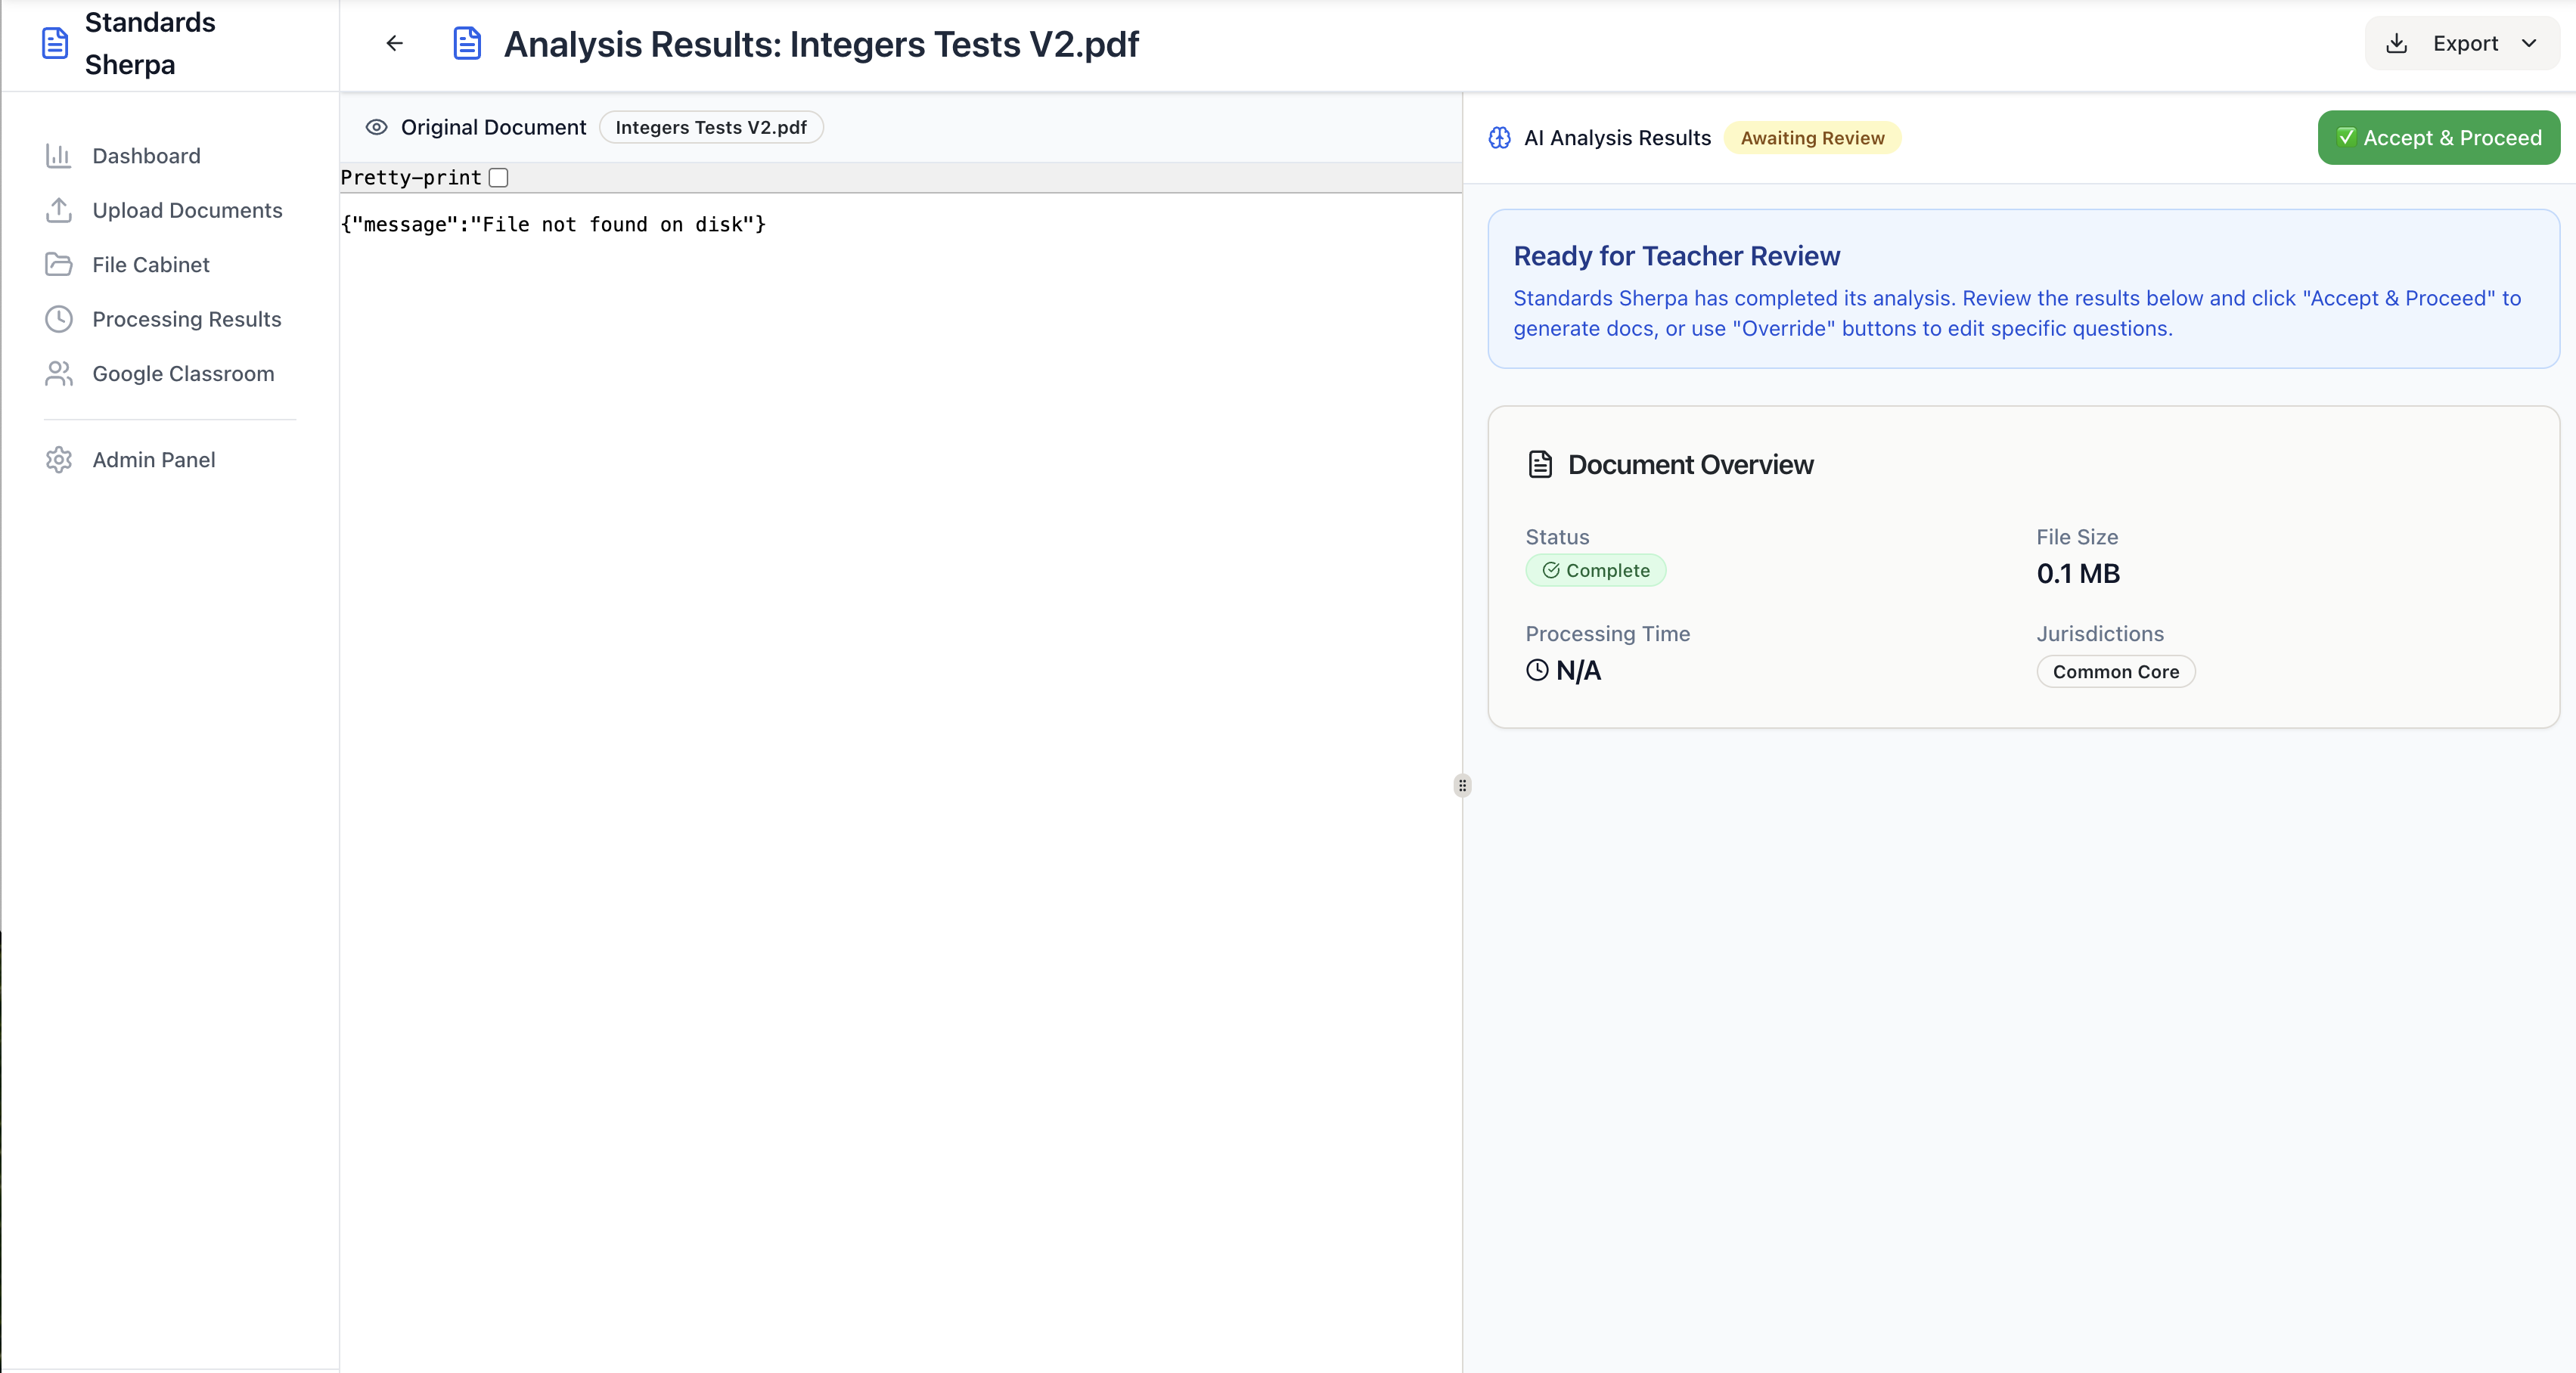 Standards
Sherpa
Dashboard
Upload Documents
File Cabinet
Processing Results
Google Classroom
Admin Panel
Analysis Results: Integers Tests V2.pdf
Export
Original Document
Integers Tests V2.pdf
Pretty-print
{"message":"File not found on disk"}
AI Analysis Results
Awaiting Review
✅ Accept & Proceed
Ready for Teacher Review
Standards Sherpa has completed its analysis. Review the results below and click "Accept & Proceed" to
generate docs, or use "Override" buttons to edit specific questions.
Document Overview
Status
Complete
File Size
0.1 MB
Processing Time
N/A
Jurisdictions
Common Core